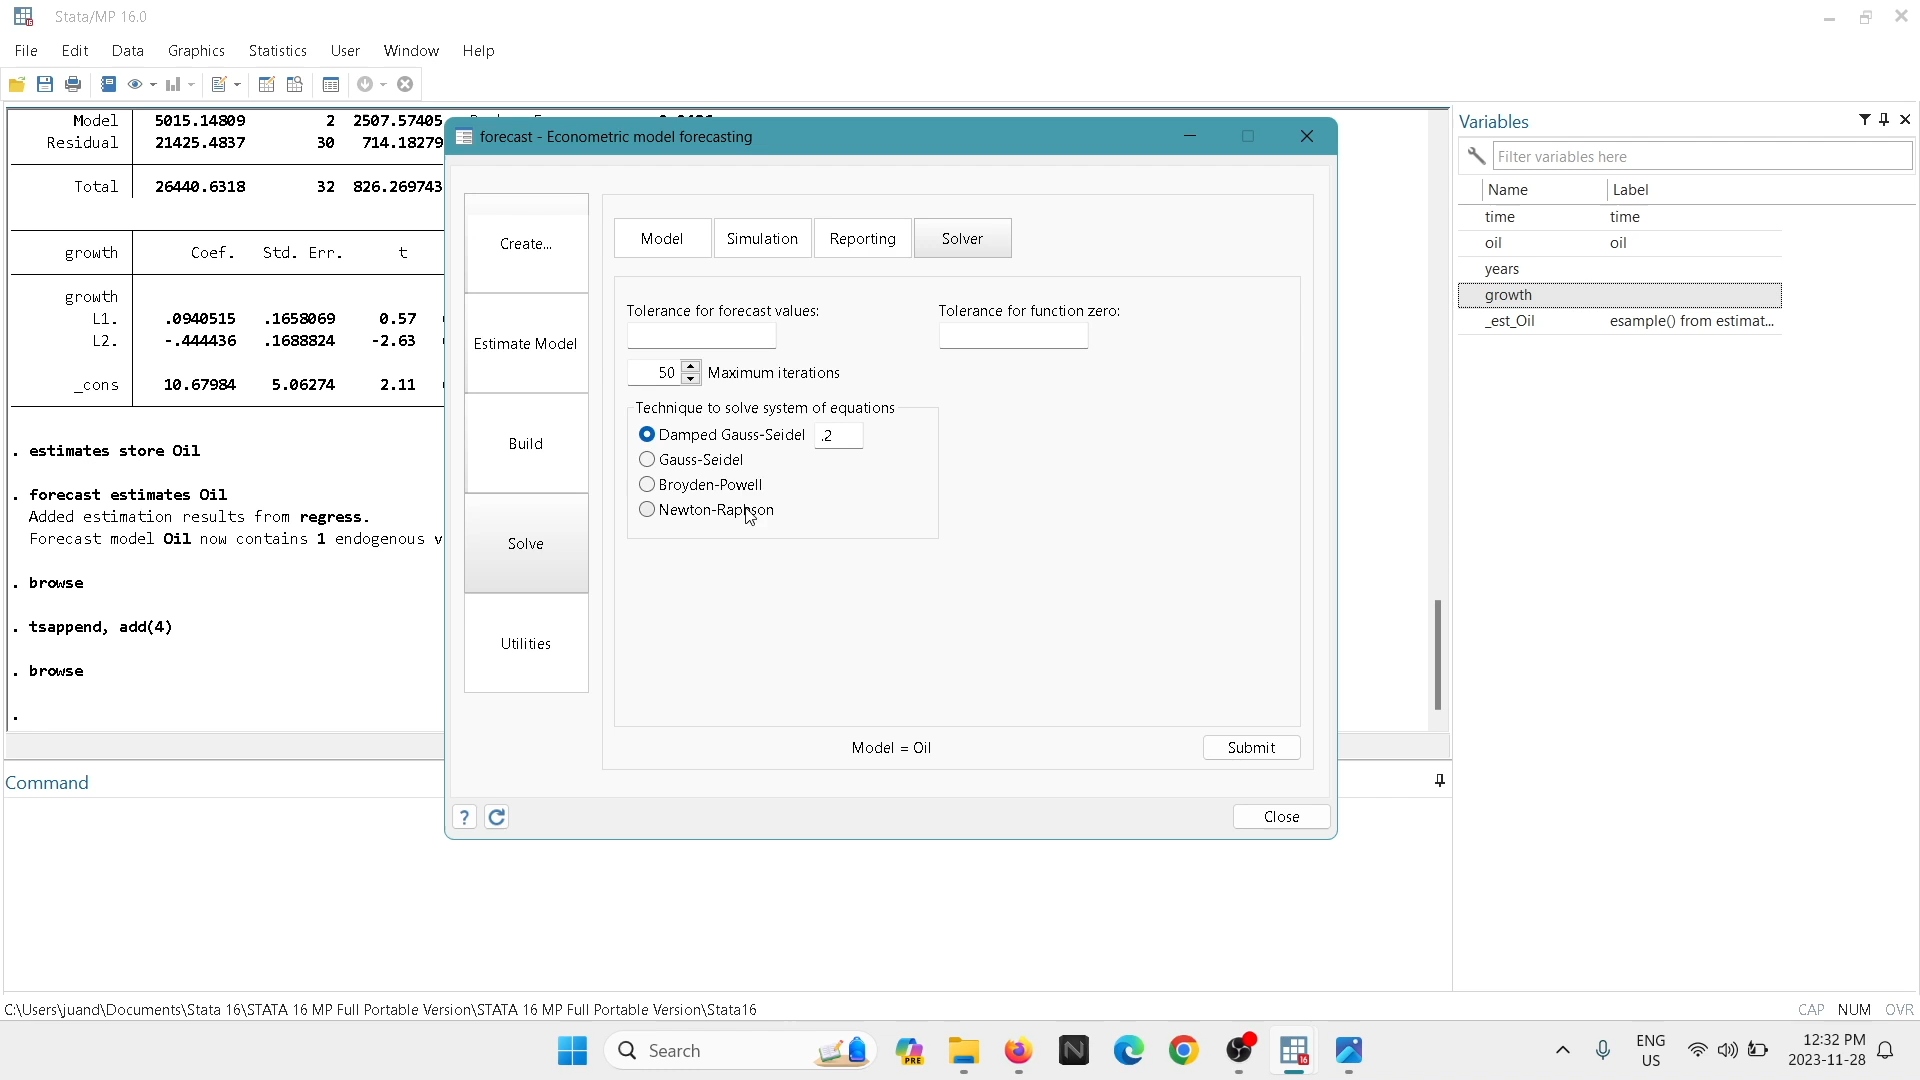 Stata/MP 16.0
File Edit Data Graphics Statistics User Window Help
Model 5015.14809 2 2507.57405
Residual 21425.4837 30 714.18279
Total 26440.6318 32 826.269743
growth Coef. Std. Err. t
growth
L1. .0940515 .1658069 0.57
L2. -.444436 .1688824 -2.63
_cons 10.67984 5.06274 2.11
. estimates store Oil
. forecast estimates Oil
Added estimation results from regress.
Forecast model Oil now contains 1 endogenous v
. browse
. tsappend, add(4)
. browse
.
forecast - Econometric model forecasting
Create...
Estimate Model
Build
Solve
Utilities
Model Simulation Reporting Solver
Tolerance for forecast values: Tolerance for function zero:
50 Maximum iterations
Technique to solve system of equations
Damped Gauss-Seidel .2
Gauss-Seidel
Broyden-Powell
Newton-Raphson
Model = Oil Submit
? Close
Variables
Filter variables here
Name Label
time time
oil oil
years
growth
_est_Oil esample() from estimat...
Command
C:\Users\juand\Documents\Stata 16\STATA 16 MP Full Portable Version\STATA 16 MP Full Portable Version\Stata16
CAP NUM OVR
Search
PRE
N
16
ENG
US
12:32 PM
2023-11-28